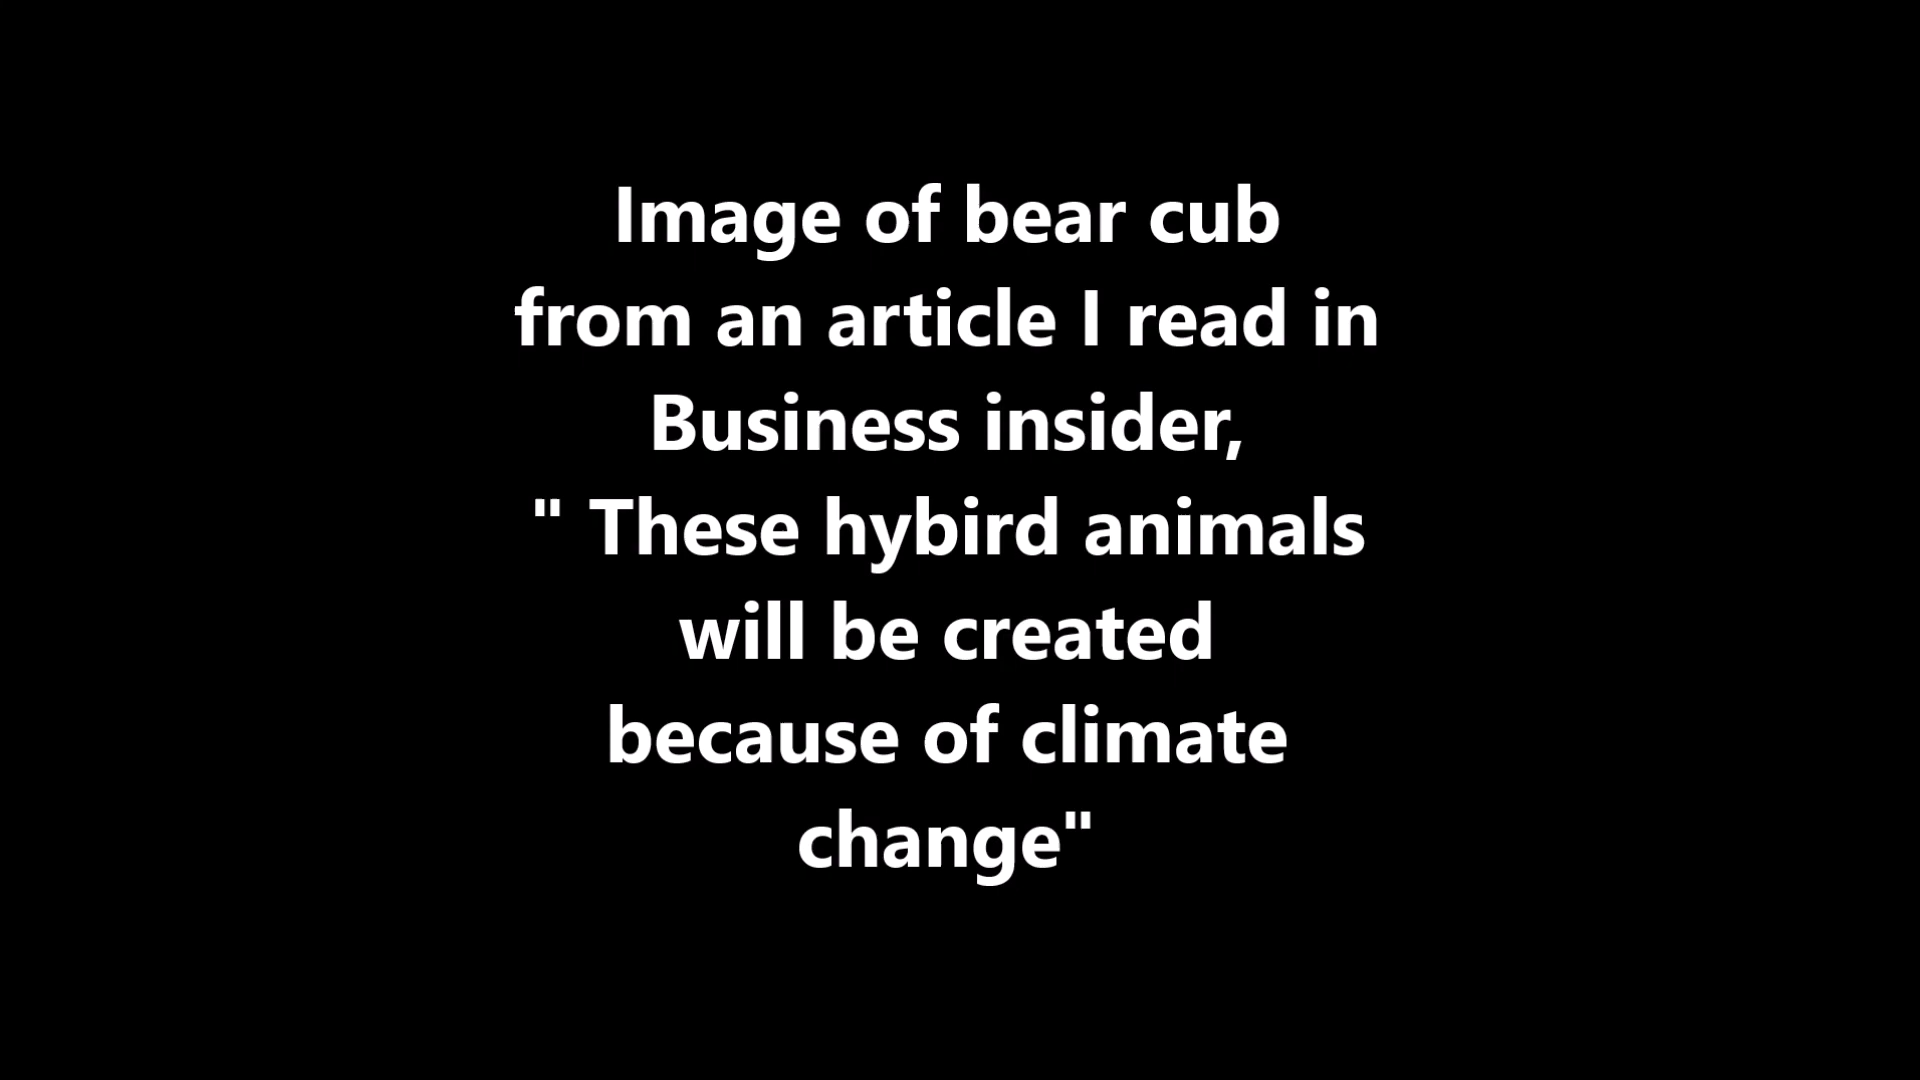 Image of bear cub
from an article I read in
Business insider,
" These hybird animals
will be created
because of climate
change"